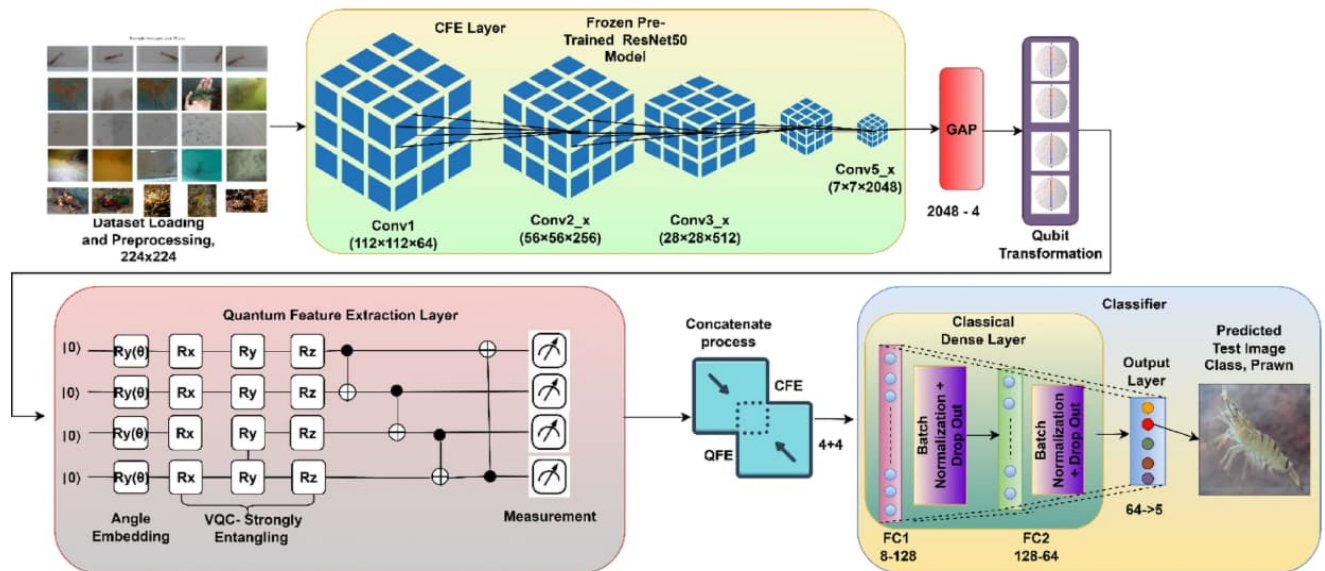 CFE Layer
Frozen Pre-
Trained ResNet50
Model
Conv1
(112×112×64)
Conv2_x
(56×56×256)
Conv3_x
(28×28×512)
Conv5_x
(7×7×2048)
GAP
2048 - 4
Qubit
Transformation
Dataset Loading
and Preprocessing,
224x224
Quantum Feature Extraction Layer
|0⟩ Ry(θ) Rx Ry Rz
|0⟩ Ry(θ) Rx Ry Rz
|0⟩ Ry(θ) Rx Ry Rz
|0⟩ Ry(θ) Rx Ry Rz
Angle
Embedding
VQC- Strongly
Entangling
Measurement
Concatenate
process
CFE
QFE
4+4
Classifier
Classical
Dense Layer
Batch
Normalization +
Drop Out
Batch
Normalization
+ Drop Out
FC1
8-128
FC2
128-64
Output
Layer
64->5
Predicted
Test Image
Class, Prawn